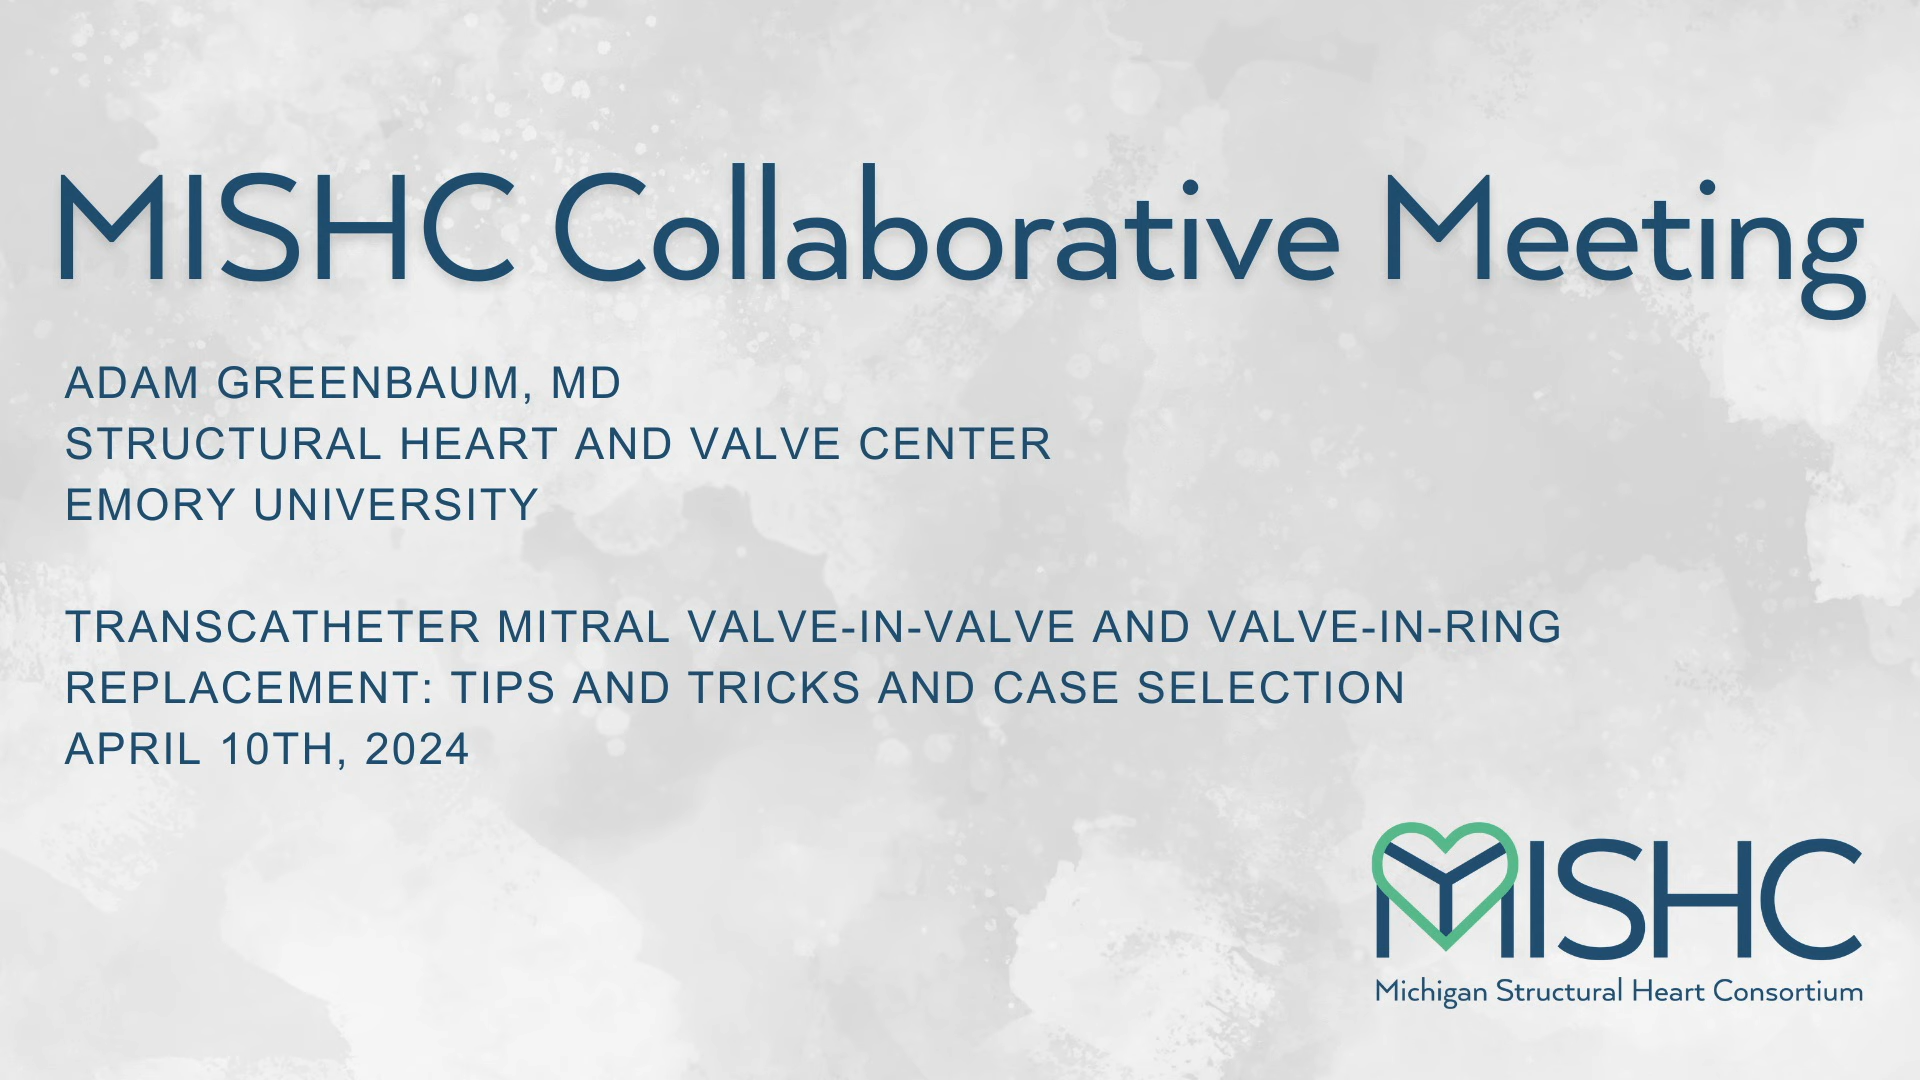 MISHC Collaborative Meeting
ADAM GREENBAUM, MD
STRUCTURAL HEART AND VALVE CENTER
EMORY UNIVERSITY
TRANSCATHETER MITRAL VALVE-IN-VALVE AND VALVE-IN-RING
REPLACEMENT: TIPS AND TRICKS AND CASE SELECTION
APRIL 10TH, 2024
MISHC
Michigan Structural Heart Consortium